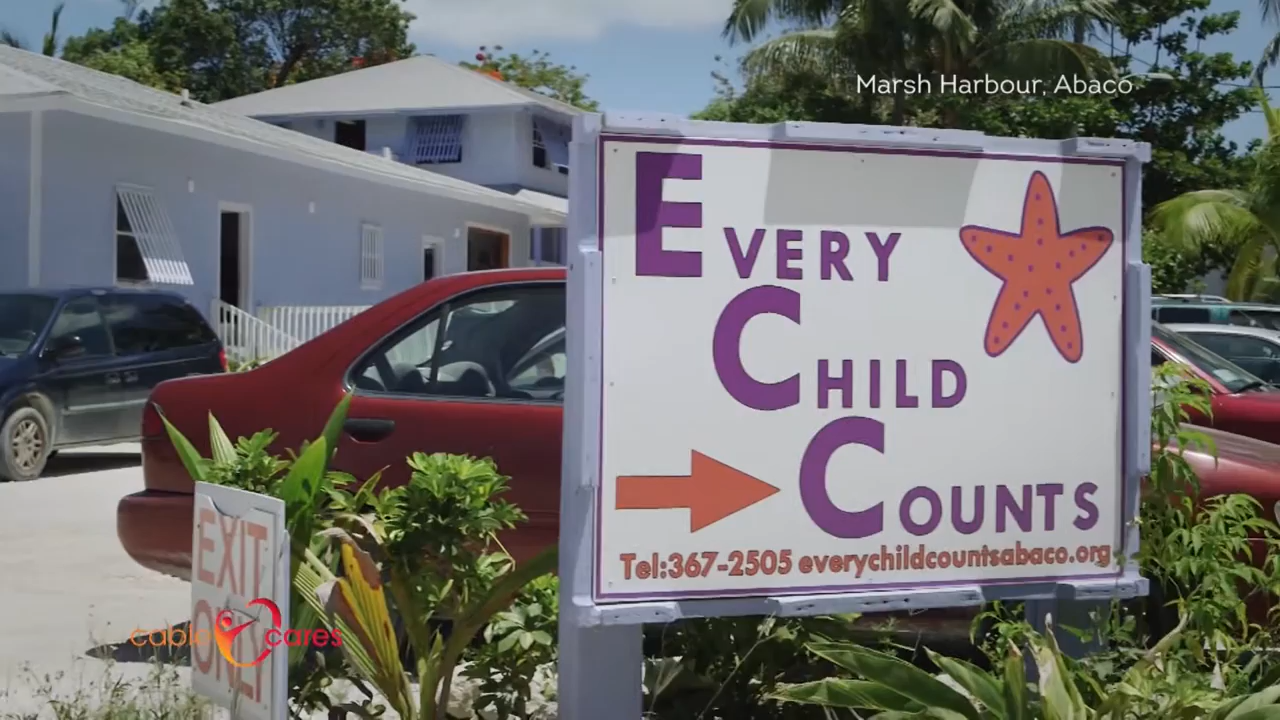 Marsh Harbour, Abaco
EVERY
CHILD
COUNTS
Tel:367-2505 everychildcountsabaco.org
EXIT
ONLY
cable cares